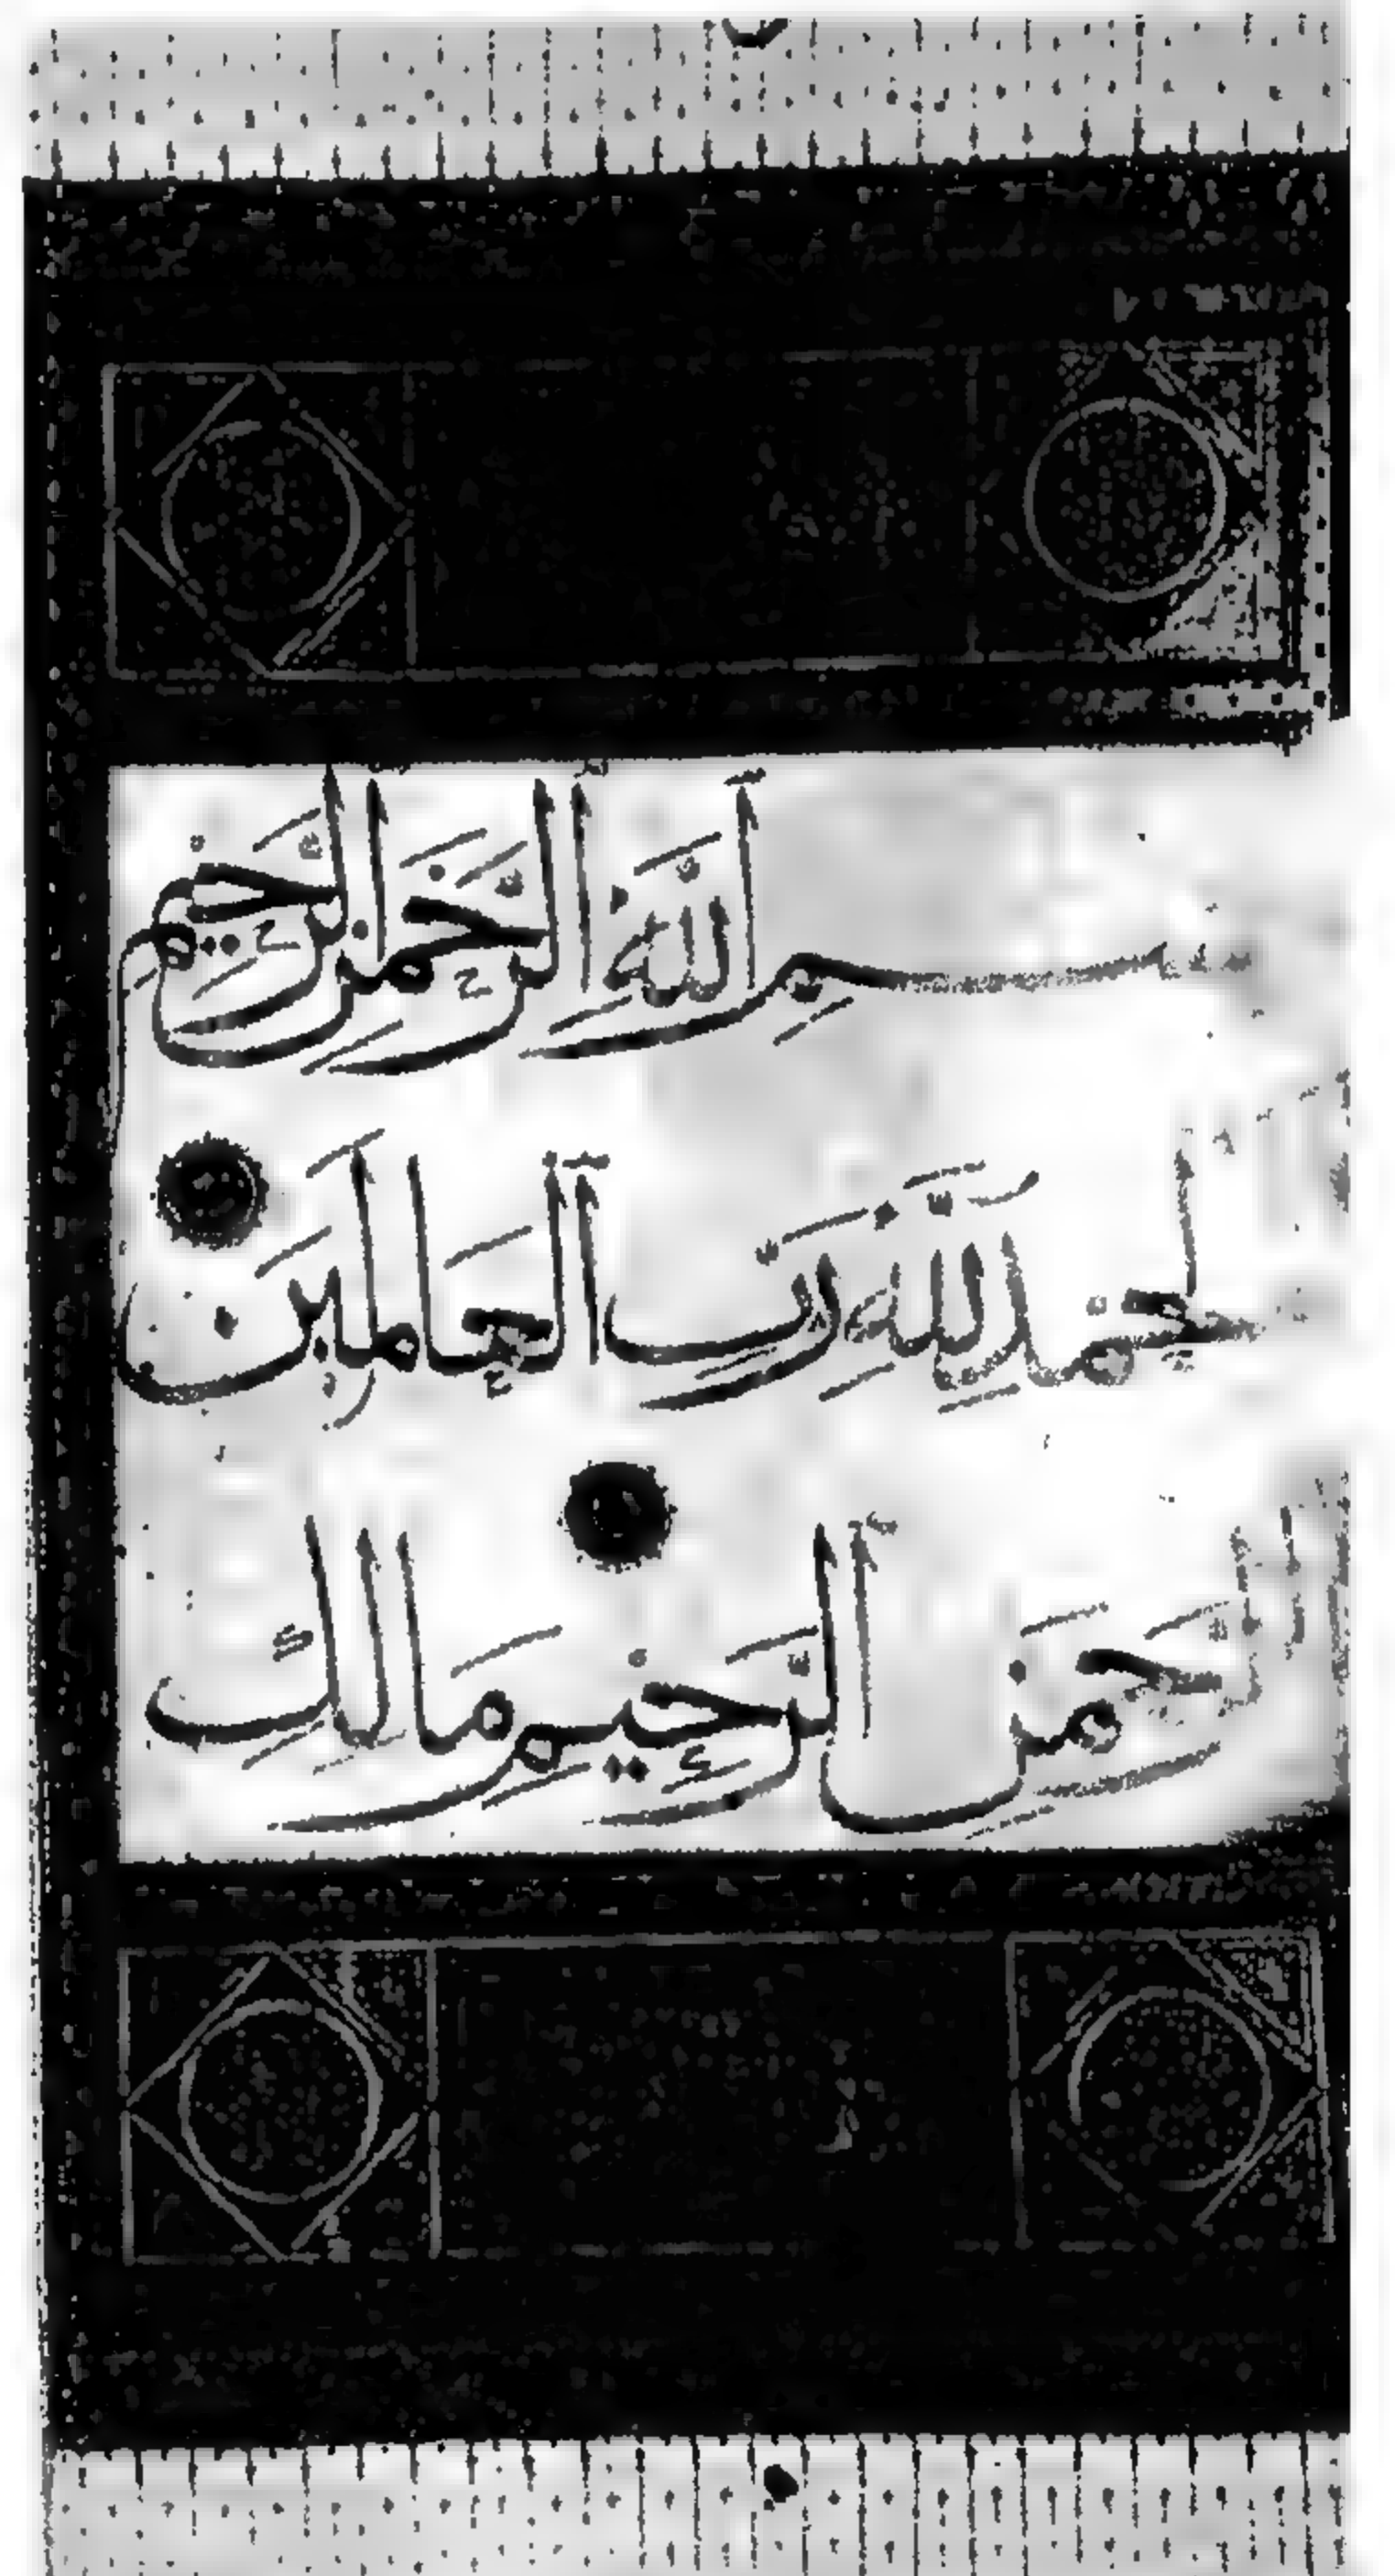 بسم الله الرحمن الرحيم
الحمد لله رب العالمين
الرحمن الرحيم مالك